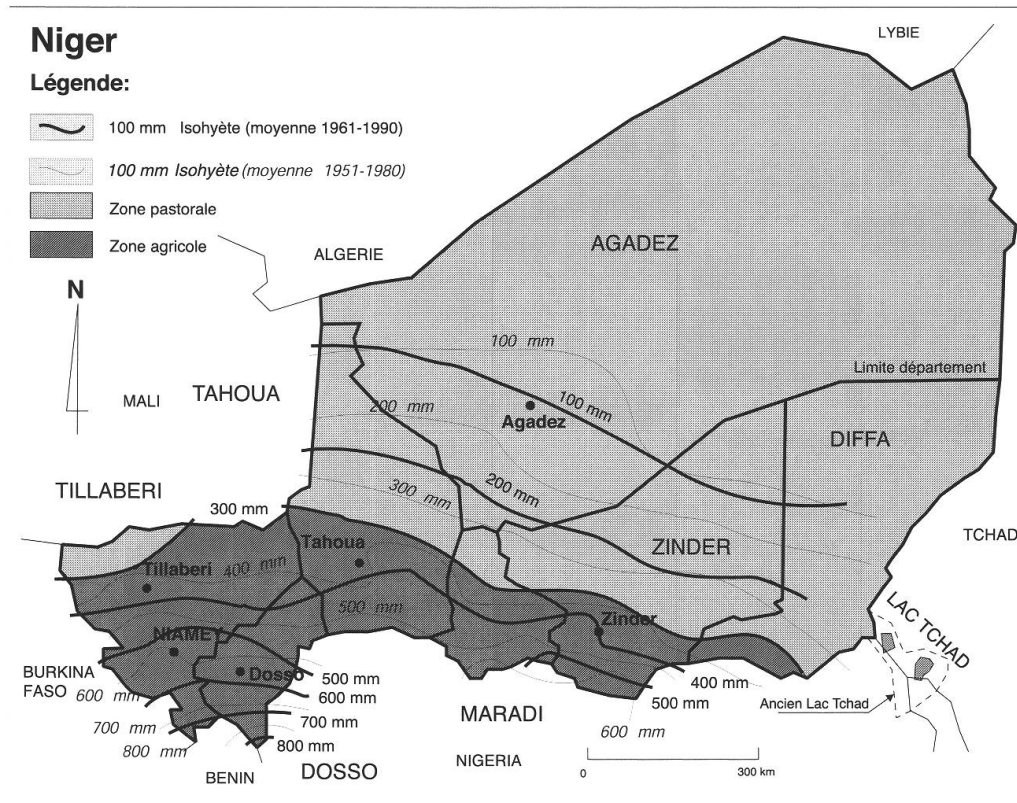 Niger
Légende:
100 mm Isohyète (moyenne 1961-1990)
100 mm Isohyète (moyenne 1951-1980)
Zone pastorale
Zone agricole
N
LYBIE
ALGERIE
AGADEZ
100 mm
Limite département
MALI
TAHOUA
200 mm
Agadez
100 mm
DIFFA
TILLABERI
300 mm
200 mm
300 mm
TCHAD
Tahoua
ZINDER
Tillaberi
400 mm
500 mm
LAC TCHAD
NIAMEY
Zinder
BURKINA
FASO
600 mm
Dosso
500 mm
600 mm
400 mm
500 mm
Ancien Lac Tchad
700 mm
700 mm
MARADI
600 mm
800 mm
800 mm
BENIN
DOSSO
NIGERIA
0
300 km